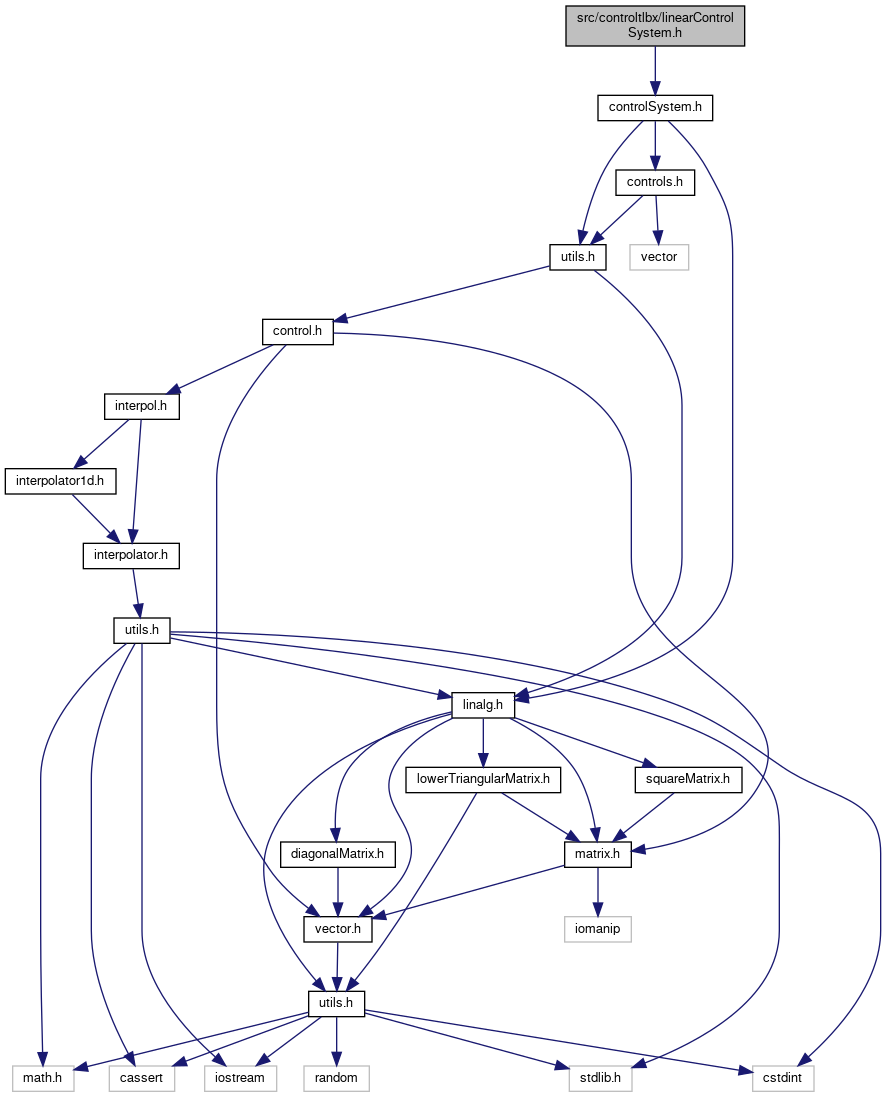 src/controltlbx/linearControl
System.h
controlSystem.h
controls.h
utils.h
vector
control.h
interpol.h
interpolator1d.h
interpolator.h
utils.h
linalg.h
lowerTriangularMatrix.h
squareMatrix.h
diagonalMatrix.h
matrix.h
vector.h
iomanip
utils.h
math.h
cassert
iostream
random
stdlib.h
cstdint